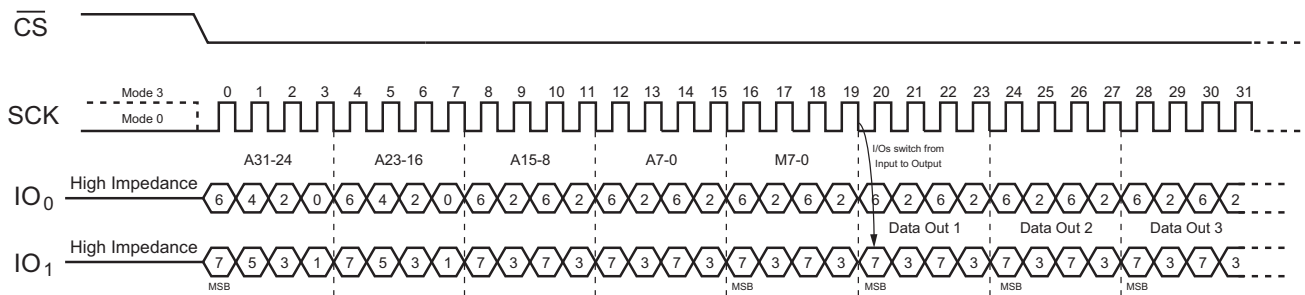 CS
Mode 3
Mode 0
SCK
0 1 2 3 4 5 6 7 8 9 10 11 12 13 14 15 16 17 18 19 20 21 22 23 24 25 26 27 28 29 30 31
A31-24 A23-16 A15-8 A7-0 M7-0
I/Os switch from
Input to Output
IO0 High Impedance 6 4 2 0 6 4 2 0 6 2 6 2 6 2 6 2 6 2 6 2 6 2 6 2 6 2 6 2 6 2 6 2
Data Out 1 Data Out 2 Data Out 3
IO1 High Impedance 7 5 3 1 7 5 3 1 7 3 7 3 7 3 7 3 7 3 7 3 7 3 7 3 7 3 7 3 7 3 7 3
MSB MSB MSB MSB MSB